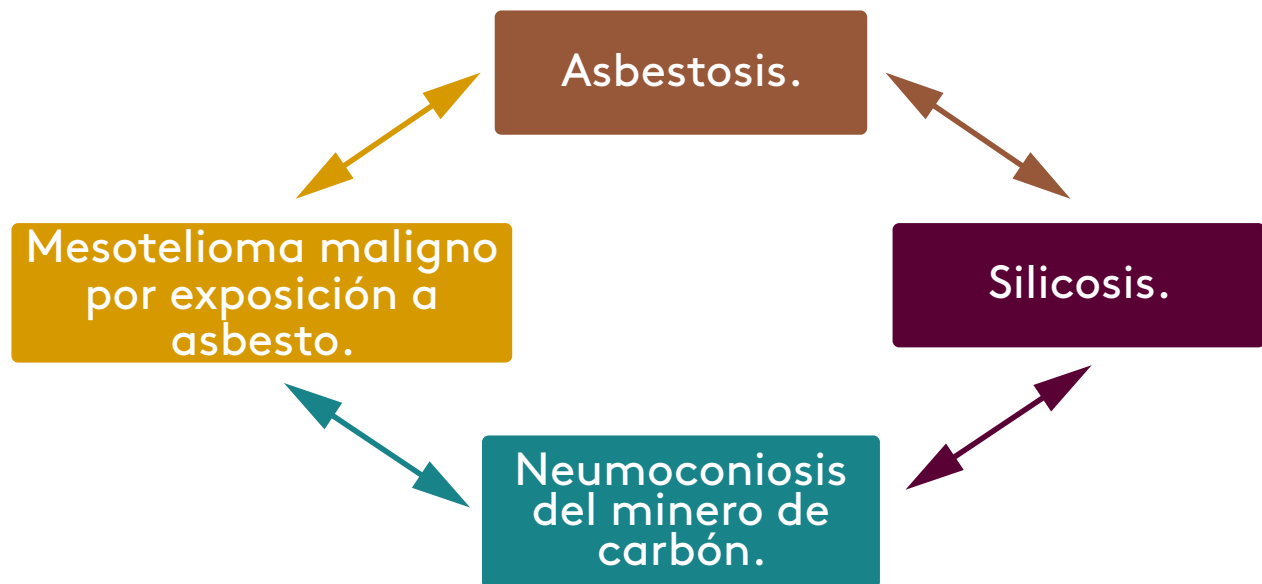 Asbestosis.
Mesotelioma maligno
por exposición a
asbesto.
Silicosis.
Neumoconiosis
del minero de
carbón.